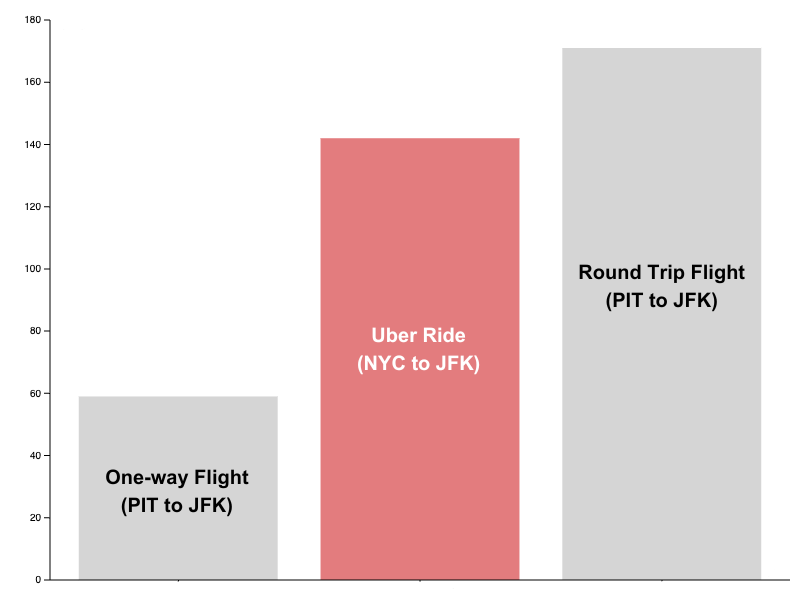 180
160
140
120
100
80
60
40
20
0
One-way Flight
(PIT to JFK)
Uber Ride
(NYC to JFK)
Round Trip Flight
(PIT to JFK)